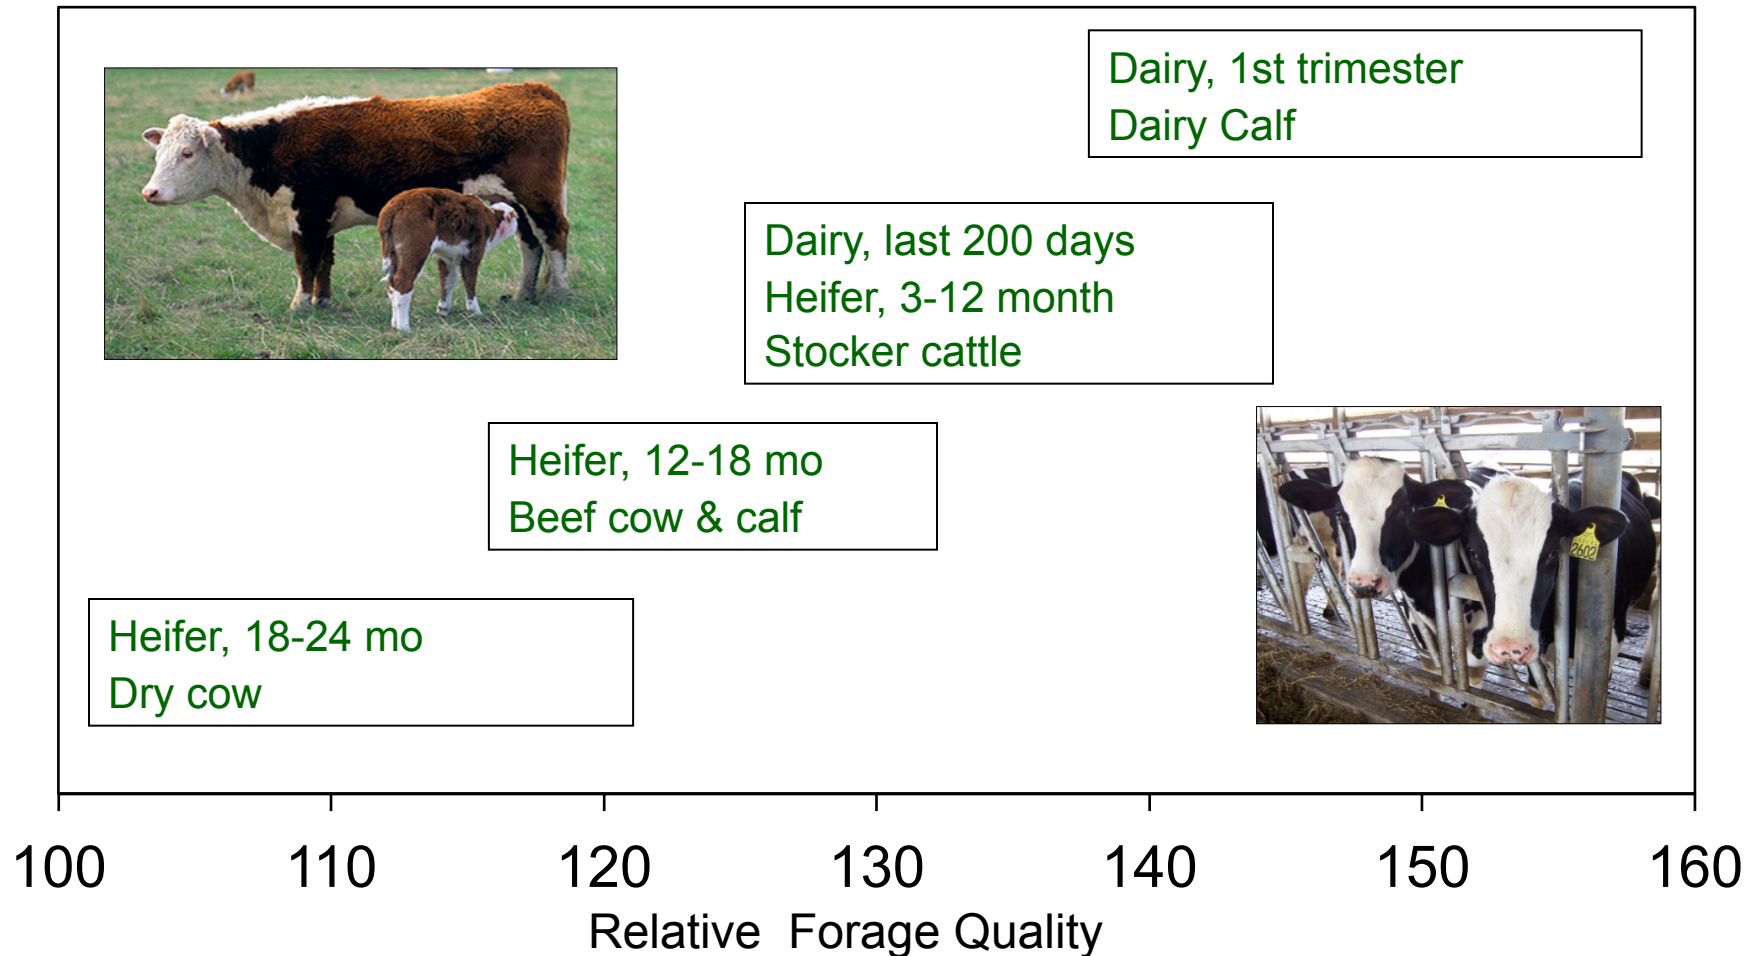 Dairy, 1st trimester
Dairy Calf
Dairy, last 200 days
Heifer, 3-12 month
Stocker cattle
Heifer, 12-18 mo
Beef cow & calf
2602
Heifer, 18-24 mo
Dry cow
100 110 120 130 140 150 160
Relative Forage Quality